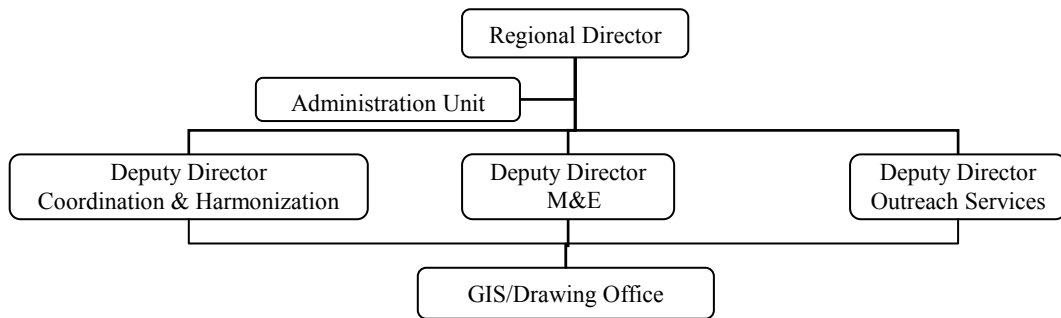 Regional Director
Administration Unit
Deputy Director
Coordination & Harmonization
Deputy Director
M&E
Deputy Director
Outreach Services
GIS/Drawing Office